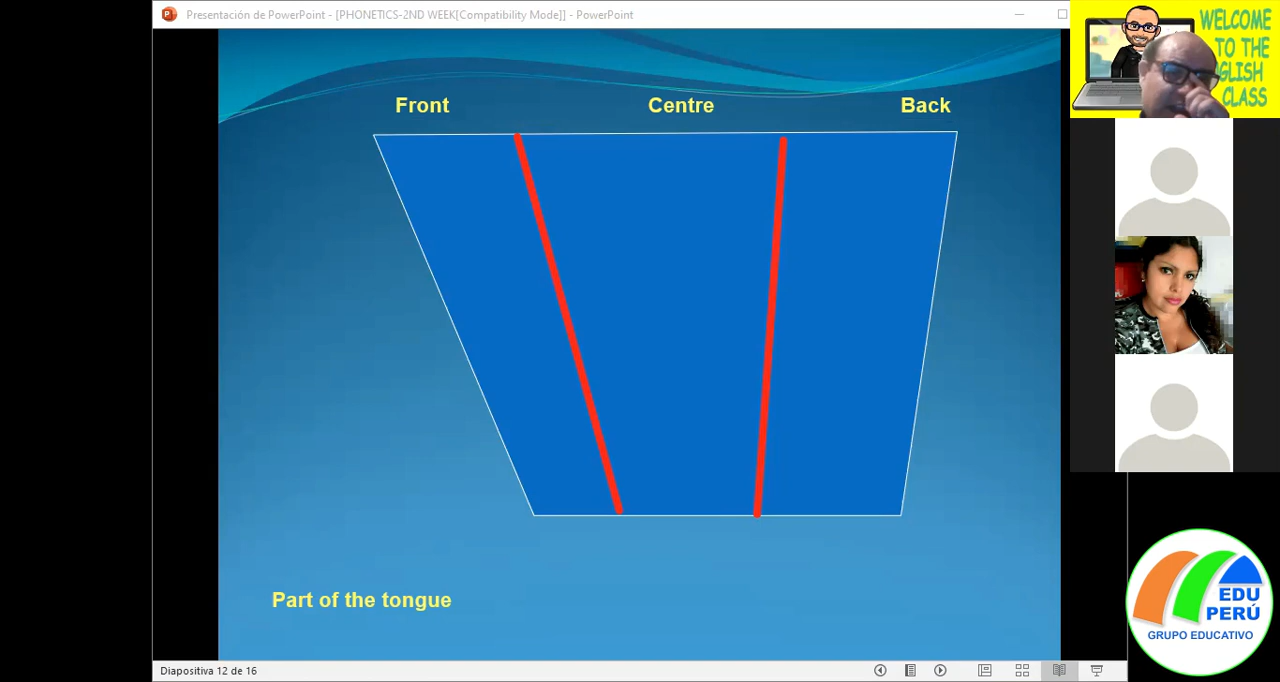 Presentación de PowerPoint - [PHONETICS-2ND WEEK[Compatibility Mode]] - PowerPoint
WELCOME
TO THE
GLISH
CLASS
Front Centre Back
Part of the tongue
EDU
PERÚ
GRUPO EDUCATIVO
Diapositiva 12 de 16